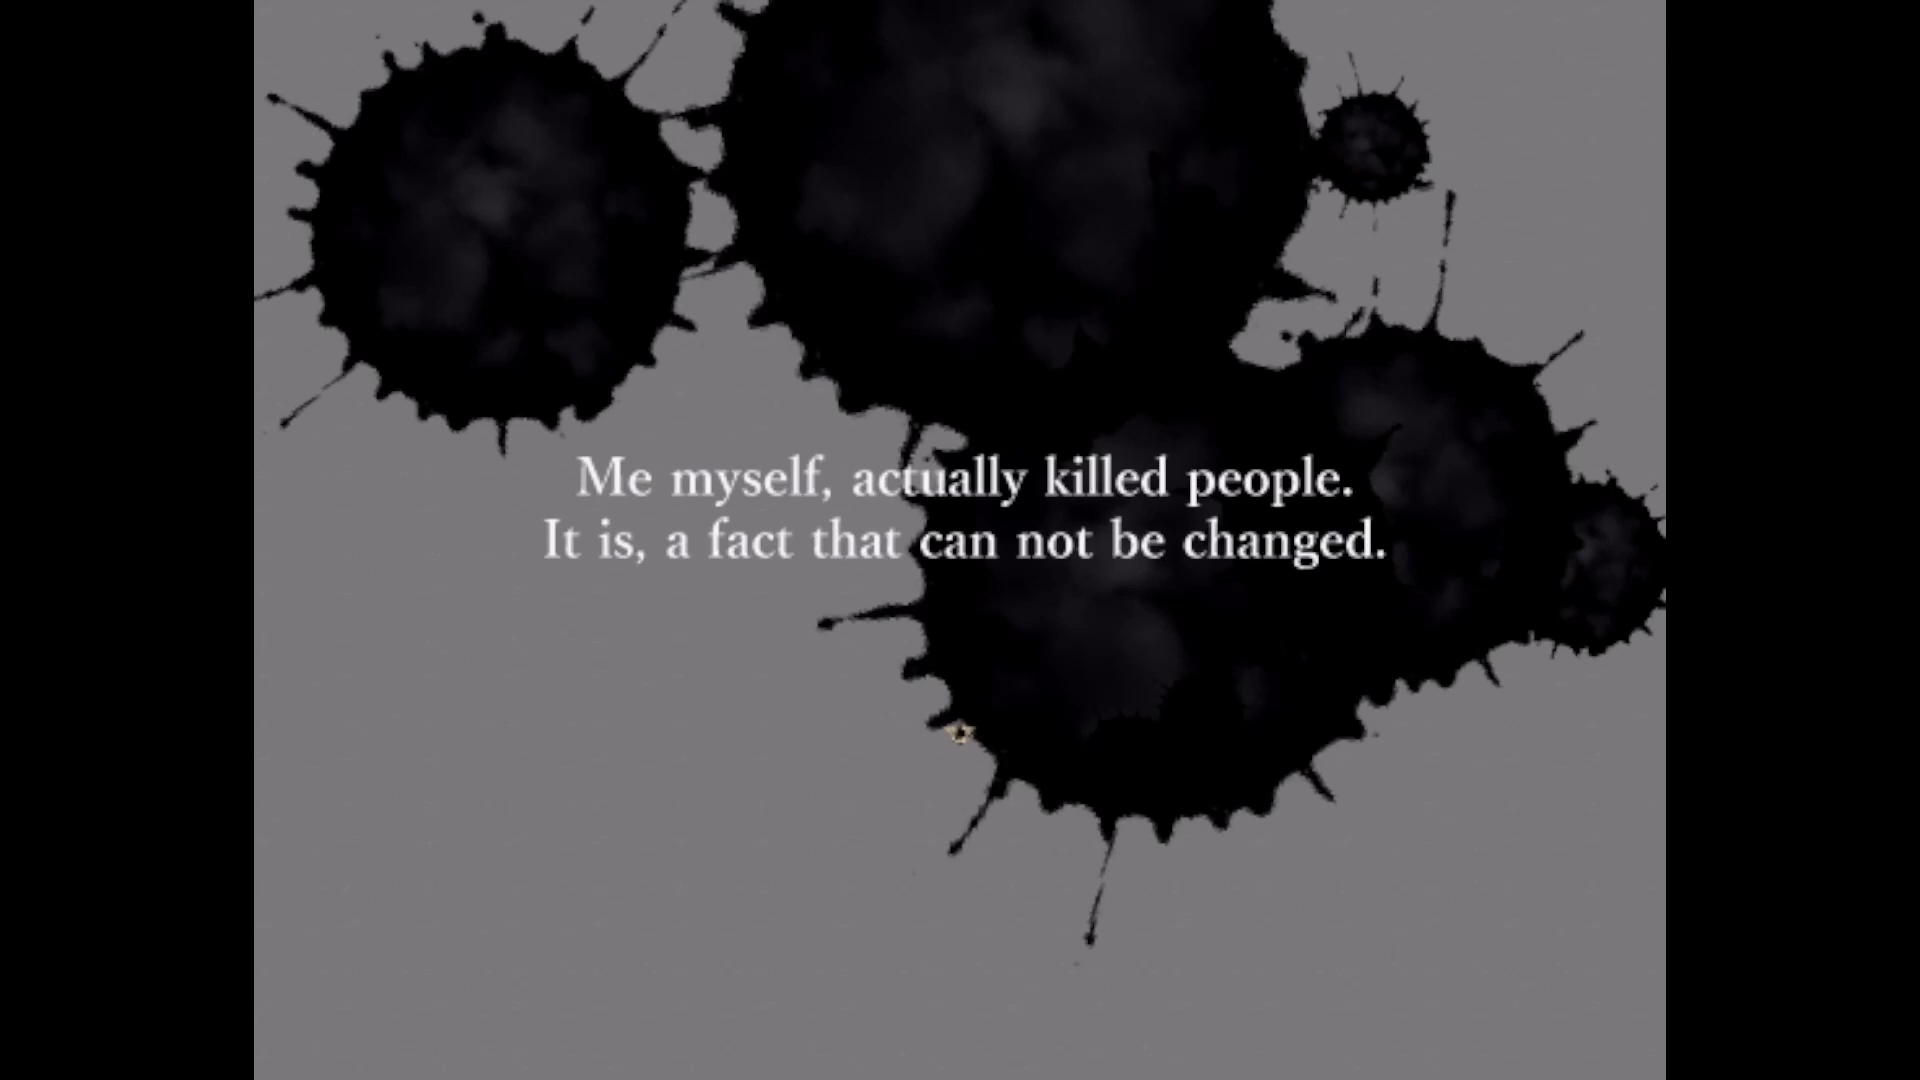 Me myself, actually killed people.
It is, a fact that can not be changed.